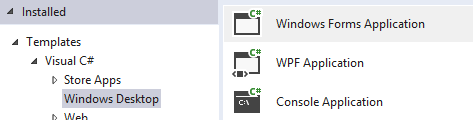 Installed
Templates
Visual C#
Store Apps
Windows Desktop
Web
C#
Windows Forms Application
C#
WPF Application
C#
C:\
Console Application